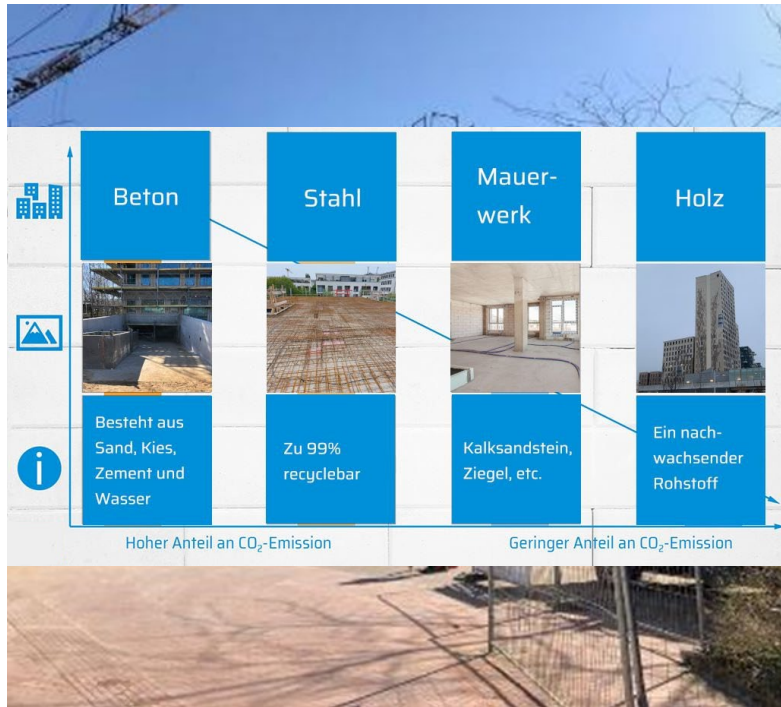 Beton
Stahl
Mauer-
werk
Holz
Besteht aus
Sand, Kies,
Zement und
Wasser
Zu 99%
recyclebar
Kalksandstein,
Ziegel, etc.
Ein nach-
wachsender
Rohstoff
Hoher Anteil an CO₂-Emission
Geringer Anteil an CO₂-Emission